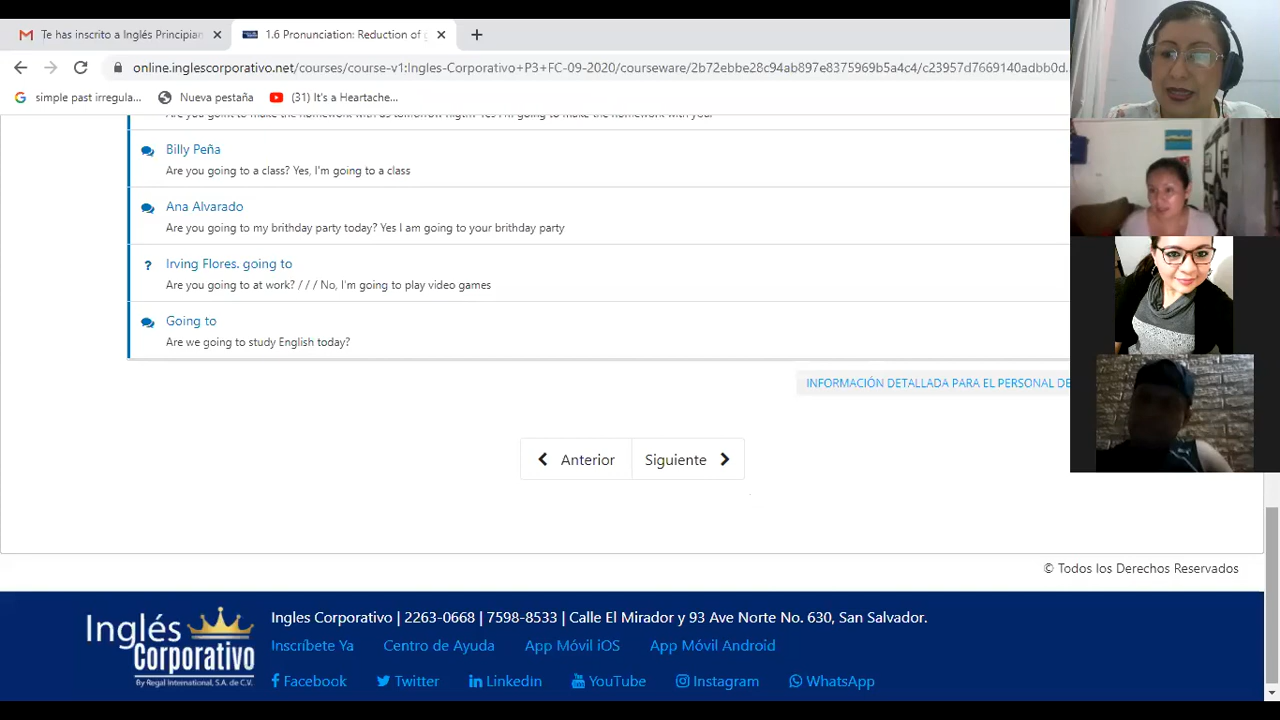 Te has inscrito a Inglés Principian
1.6 Pronunciation: Reduction of g
online.inglescorporativo.net/courses/course-v1:Ingles-Corporativo+P3+FC-09-2020/courseware/2b72ebbe28c94ab897e8375969b5a4c4/c23957d7669140adbb0d.
simple past irregula...
Nueva pestaña
(31) It's a Heartache...
Billy Peña
Are you going to a class? Yes, I'm going to a class
Ana Alvarado
Are you going to my brithday party today? Yes I am going to your brithday party
Irving Flores. going to
Are you going to at work? / / / No, I'm going to play video games
Going to
Are we going to study English today?
INFORMACIÓN DETALLADA PARA EL PERSONAL DE
Anterior
Siguiente
© Todos los Derechos Reservados
Inglés
Corporativo
By Regal International, S.A. de C.V.
Ingles Corporativo | 2263-0668 | 7598-8533 | Calle El Mirador y 93 Ave Norte No. 630, San Salvador.
Inscríbete Ya
Centro de Ayuda
App Móvil iOS
App Móvil Android
Facebook
Twitter
LinkedIn
YouTube
Instagram
WhatsApp